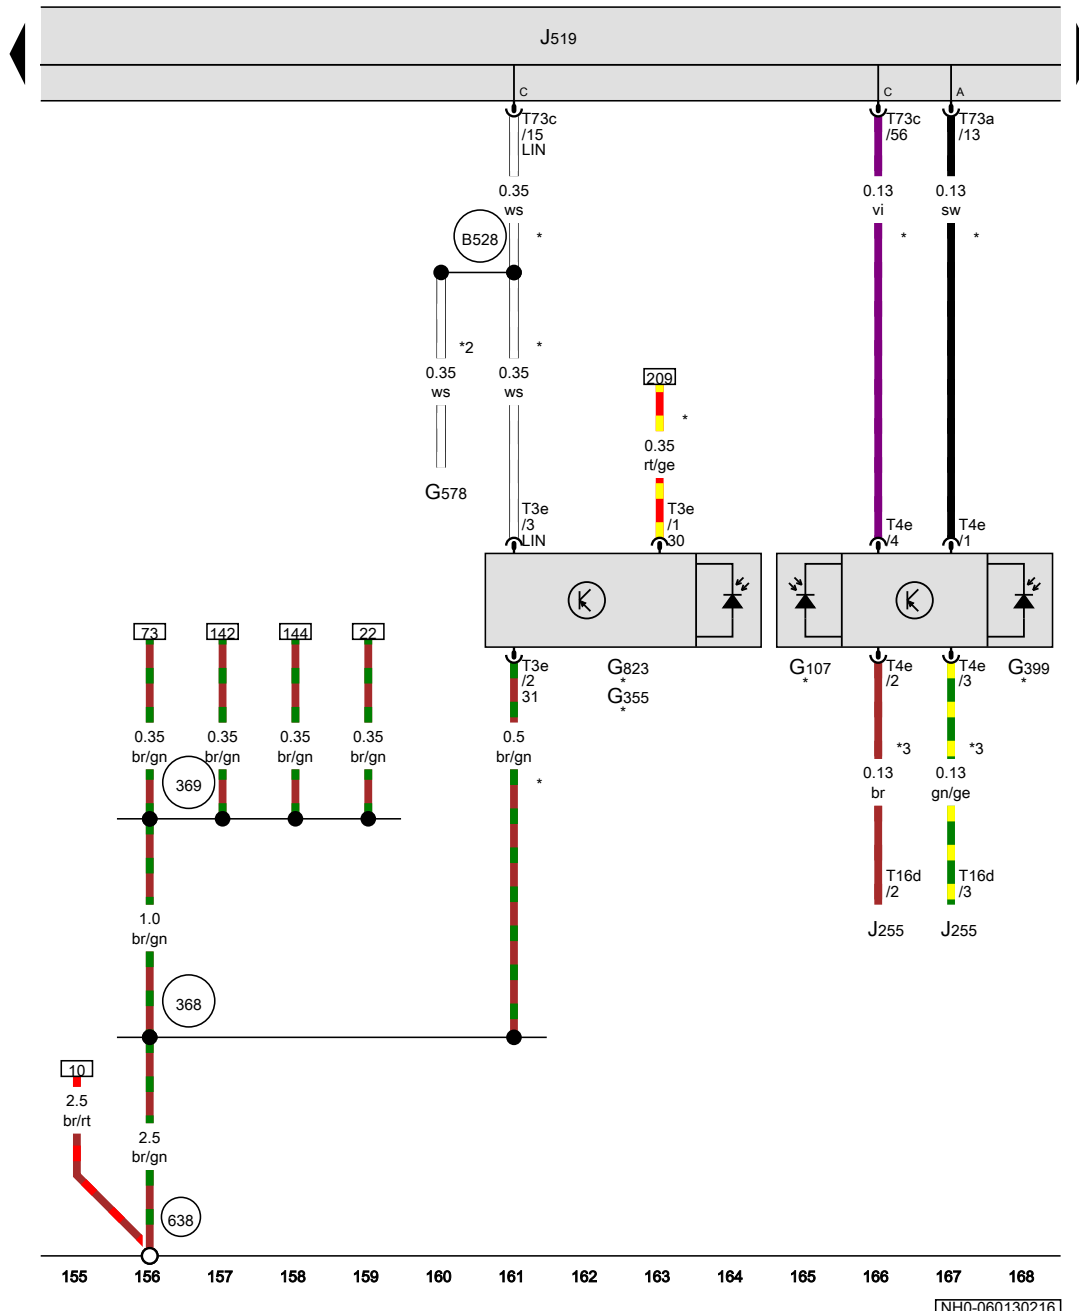 J519
C
C
A
T73c
/15
LIN
T73c
/56
T73a
/13
0.35
ws
0.13
vi
0.13
sw
B528
*
*
*
*2
*
0.35
ws
0.35
ws
209
*
0.35
rt/ge
G578
T3e
/3
LIN
T3e
/1
30
T4e
/4
T4e
/1
73
142
144
22
T3e
/2
31
G823
*
G355
*
G107
*
T4e
/2
T4e
/3
G399
*
0.35
br/gn
0.35
br/gn
0.35
br/gn
0.35
br/gn
0.5
br/gn
*
*3
*3
0.13
br
0.13
gn/ge
369
T16d
/2
T16d
/3
1.0
br/gn
J255
J255
368
10
2.5
br/rt
2.5
br/gn
638
155 156 157 158 159 160 161 162 163 164 165 166 167 168
NH0-060130216